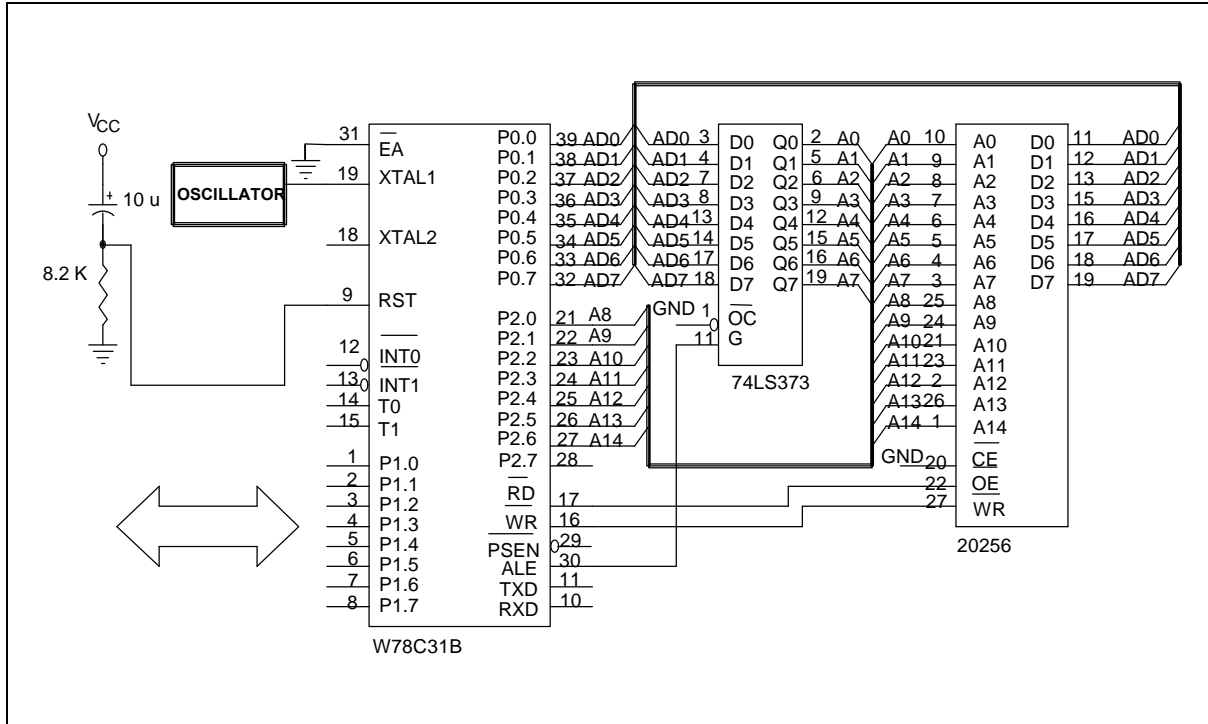 VCC
10 u
8.2 K
OSCILLATOR
31 EA
19 XTAL1
18 XTAL2
9 RST
12 INT0
13 INT1
14 T0
15 T1
1 P1.0
2 P1.1
3 P1.2
4 P1.3
5 P1.4
6 P1.5
7 P1.6
8 P1.7
P0.0 39 AD0
P0.1 38 AD1
P0.2 37 AD2
P0.3 36 AD3
P0.4 35 AD4
P0.5 34 AD5
P0.6 33 AD6
P0.7 32 AD7
P2.0 21 A8
P2.1 22 A9
P2.2 23 A10
P2.3 24 A11
P2.4 25 A12
P2.5 26 A13
P2.6 27 A14
P2.7 28
RD 17
WR 16
PSEN 29
ALE 30
TXD 11
RXD 10
W78C31B
AD0 3 D0 Q0 2 A0
AD1 4 D1 Q1 5 A1
AD2 7 D2 Q2 6 A2
AD3 8 D3 Q3 9 A3
AD4 13 D4 Q4 12 A4
AD5 14 D5 Q5 15 A5
AD6 17 D6 Q6 16 A6
AD7 18 D7 Q7 19 A7
GND 1 OC
11 G
74LS373
A0 10 A0 D0 11 AD0
A1 9 A1 D1 12 AD1
A2 8 A2 D2 13 AD2
A3 7 A3 D3 15 AD3
A4 6 A4 D4 16 AD4
A5 5 A5 D5 17 AD5
A6 4 A6 D6 18 AD6
A7 3 A7 D7 19 AD7
A8 25 A8
A9 24 A9
A10 21 A10
A11 23 A11
A12 2 A12
A13 26 A13
A14 1 A14
GND 20 CE
22 OE
27 WR
20256